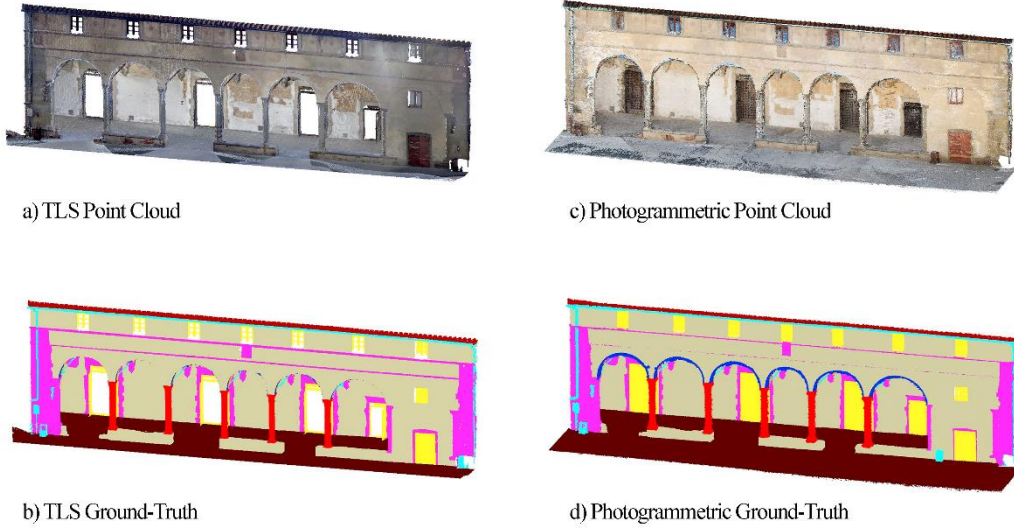 a) TLS Point Cloud
c) Photogrammetric Point Cloud
b) TLS Ground-Truth
d) Photogrammetric Ground-Truth